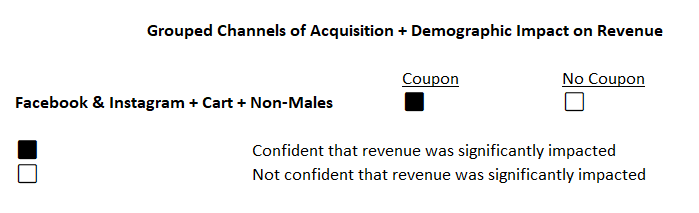 Grouped Channels of Acquisition + Demographic Impact on Revenue
Coupon No Coupon
Facebook & Instagram + Cart + Non-Males
Confident that revenue was significantly impacted
Not confident that revenue was significantly impacted